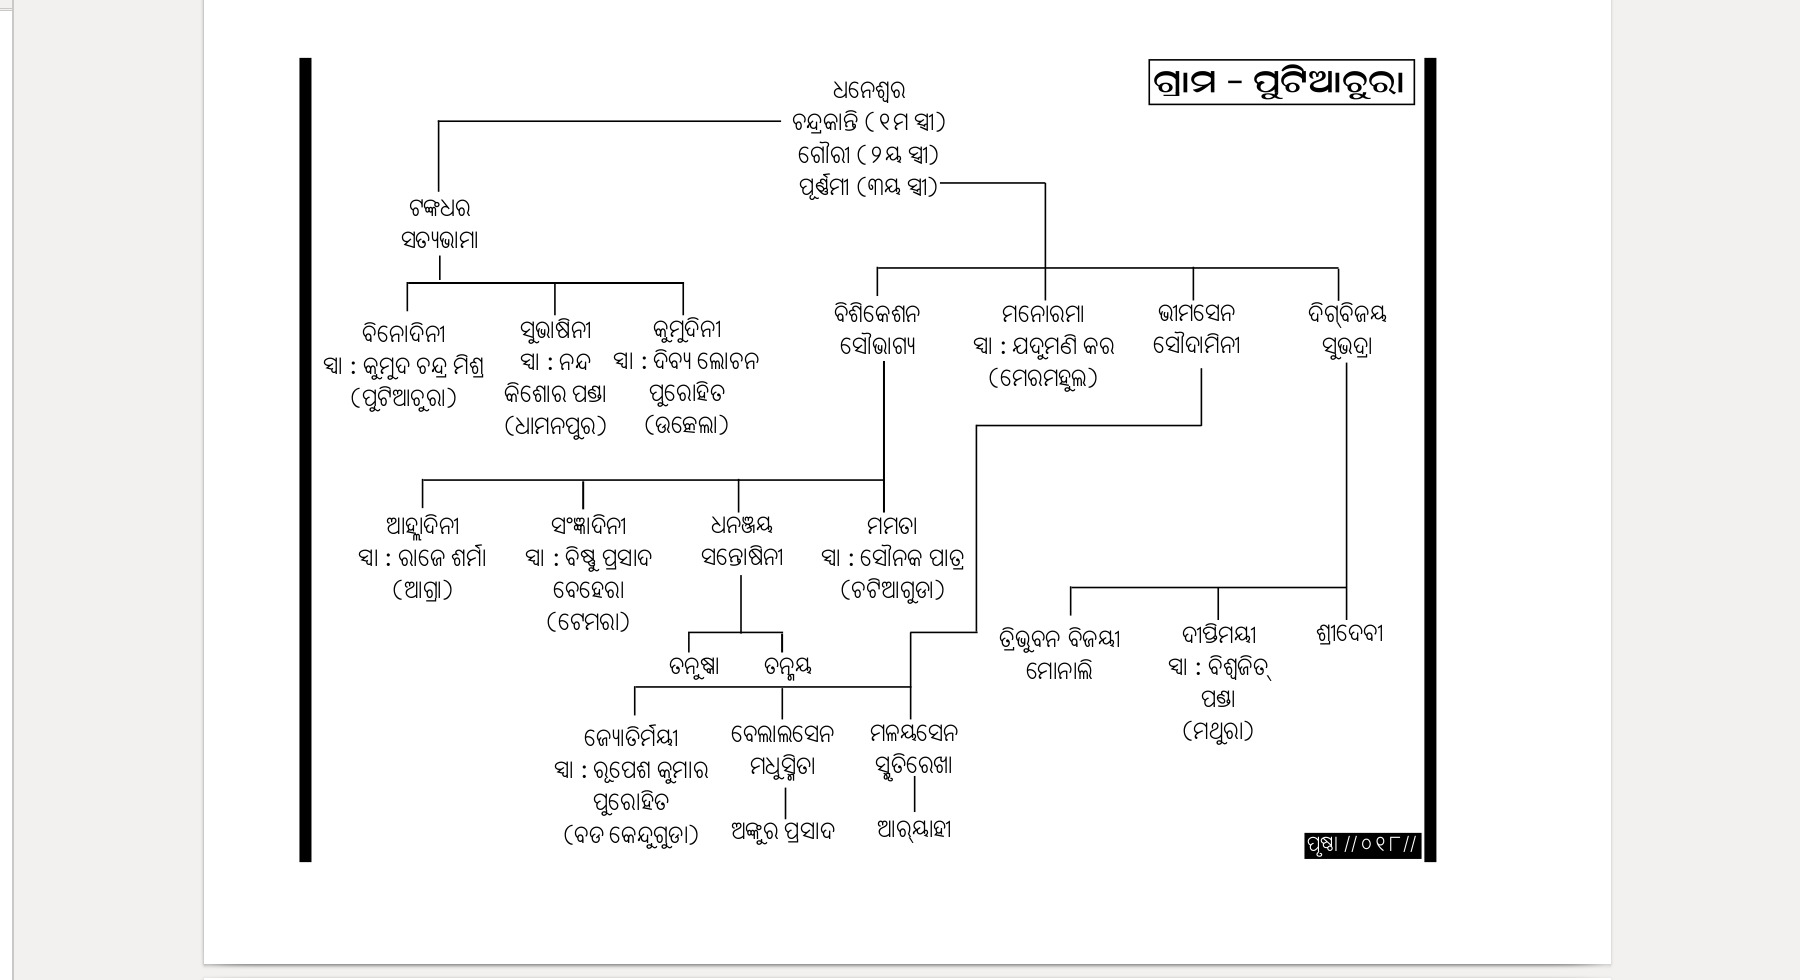 ଗ୍ରାମ - ପୁଟିଆଚୁରା
ଧନେଶ୍ୱର
ଚନ୍ଦ୍ରକାନ୍ତି (୧ମ ସ୍ତ୍ରୀ)
ଗୌରୀ (୨ୟ ସ୍ତ୍ରୀ)
ପୂର୍ଣ୍ଣମୀ (୩ୟ ସ୍ତ୍ରୀ)
ଟଙ୍କଧର
ସତ୍ୟଭାମା
ବିନୋଦିନୀ
ସ୍ୱା : କୁମୁଦ ଚନ୍ଦ୍ର ମିଶ୍ର
(ପୁଟିଆଚୁରା)
ସୁଭାଷିନୀ
ସ୍ୱା : ନନ୍ଦ
କିଶୋର ପଣ୍ଡା
(ଧାମନପୁର)
କୁମୁଦିନୀ
ସ୍ୱା : ଦିବ୍ୟ ଲୋଚନ
ପୁରୋହିତ
(ଉଚ୍ଚେଲା)
ବିଶିକେଶନ
ସୌଭାଗ୍ୟ
ମନୋରମା
ସ୍ୱା : ଯଦୁମଣି କର
(ମେରମହୁଲ)
ଭୀମସେନ
ସୌଦାମିନୀ
ଦିଗ୍‌ବିଜୟ
ସୁଭଦ୍ରା
ଆହ୍ଲାଦିନୀ
ସ୍ୱା : ରାଜେ ଶର୍ମା
(ଆଗ୍ରା)
ସଂଜ୍ଞାଦିନୀ
ସ୍ୱା : ବିଷ୍ଣୁ ପ୍ରସାଦ
ବେହେରା
(ଟେମରା)
ଧନଞ୍ଜୟ
ସନ୍ତୋଷିନୀ
ମମତା
ସ୍ୱା : ସୌନକ ପାତ୍ର
(ଚଟିଆଗୁଡା)
ତନୁଷ୍କା
ତନ୍ମୟ
ତ୍ରିଭୁବନ ବିଜୟୀ
ମୋନାଲି
ଦୀପ୍ତିମୟୀ
ସ୍ୱା : ବିଶ୍ୱଜିତ୍
ପଣ୍ଡା
(ମଥୁରା)
ଶ୍ରୀଦେବୀ
ଜ୍ୟୋତିର୍ମୟୀ
ସ୍ୱା : ରୂପେଶ କୁମାର
ପୁରୋହିତ
(ବଡ କେନ୍ଦୁଗୁଡା)
ବେଲାଲସେନ
ମଧୁସ୍ମିତା
ଅଙ୍କୁର ପ୍ରସାଦ
ମଳୟସେନ
ସ୍ମୃତିରେଖା
ଆର୍‌ୟାହୀ
ପୃଷ୍ଠା //୦୧୮//